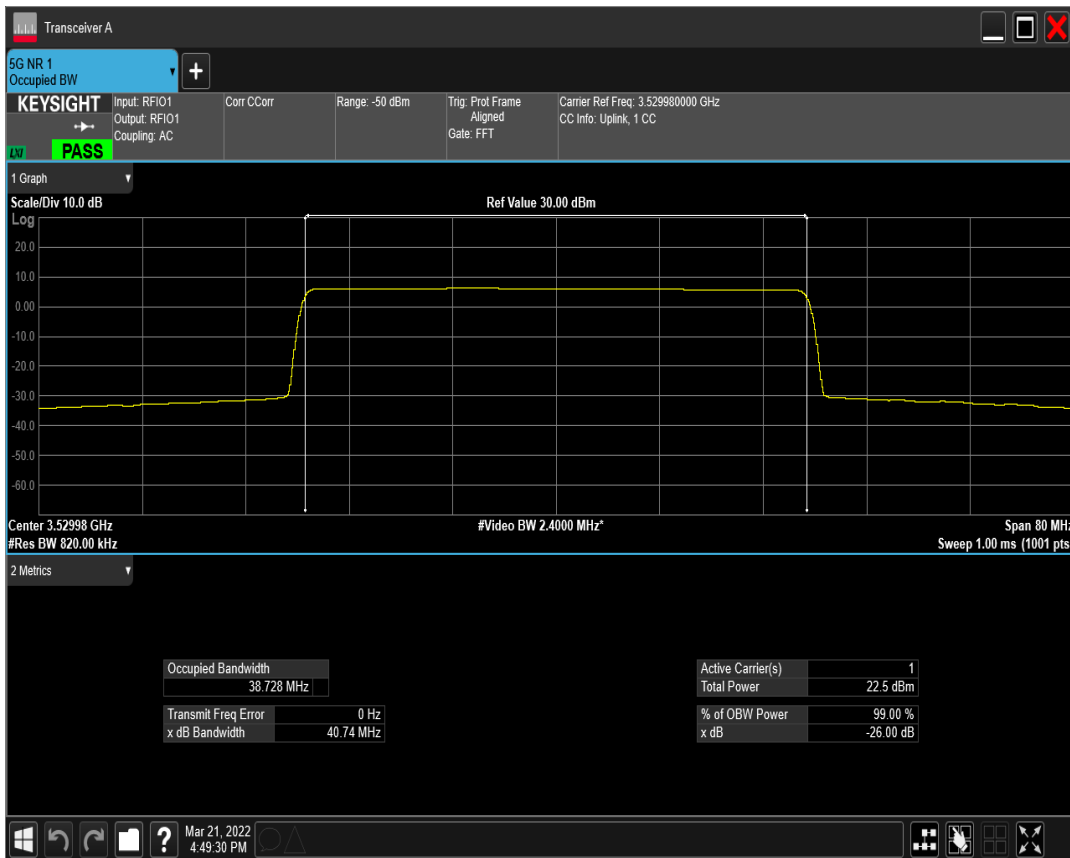 Transceiver A
5G NR 1
Occupied BW
KEYSIGHT
LXI
PASS
Input: RFIO1
Output: RFIO1
Coupling: AC
Corr CCorr
Range: -50 dBm
Trig: Prot Frame
Aligned
Gate: FFT
Carrier Ref Freq: 3.529980000 GHz
CC Info: Uplink, 1 CC
1 Graph
Scale/Div 10.0 dB
Ref Value 30.00 dBm
Log
20.0
10.0
0.00
-10.0
-20.0
-30.0
-40.0
-50.0
-60.0
Center 3.52998 GHz
#Video BW 2.4000 MHz*
Span 80 MHz
#Res BW 820.00 kHz
Sweep 1.00 ms (1001 pts
2 Metrics
Occupied Bandwidth
38.728 MHz
Transmit Freq Error 0 Hz
x dB Bandwidth 40.74 MHz
Active Carrier(s) 1
Total Power 22.5 dBm
% of OBW Power 99.00 %
x dB -26.00 dB
?
Mar 21, 2022
4:49:30 PM